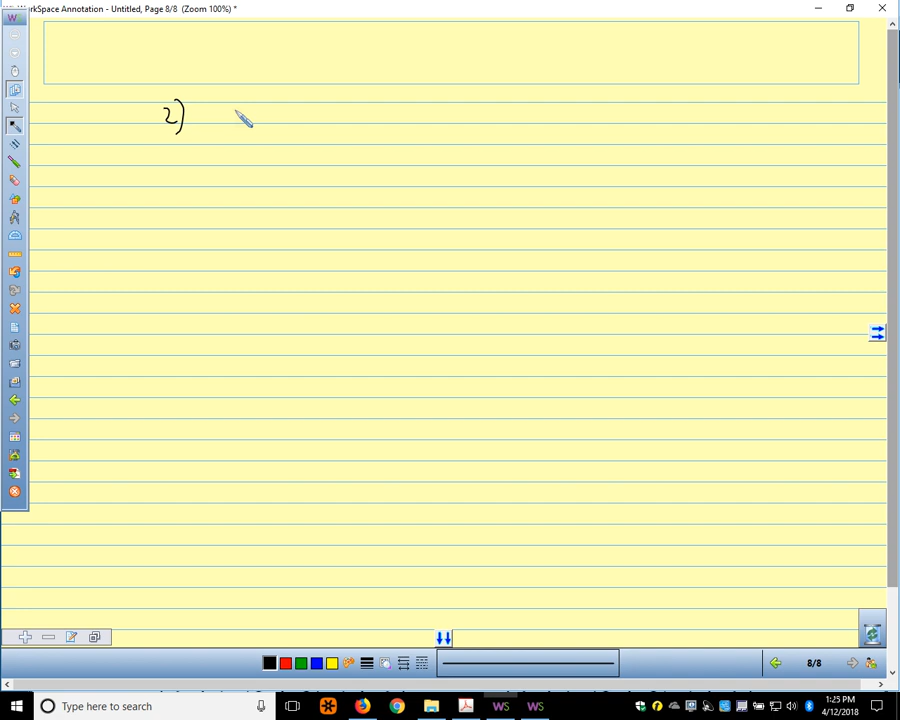 WorkSpace Annotation - Untitled, Page 8/8 (Zoom 100%) *
2)
8/8
Type here to search
1:25 PM
4/12/2018